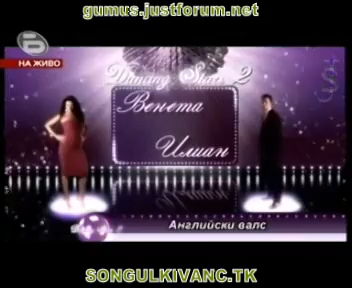 gumus.justforum.net
НА ЖИВО
Dancing Stars 2
Венета
Илиан
Английски валс
SONGULKIVANC.TK